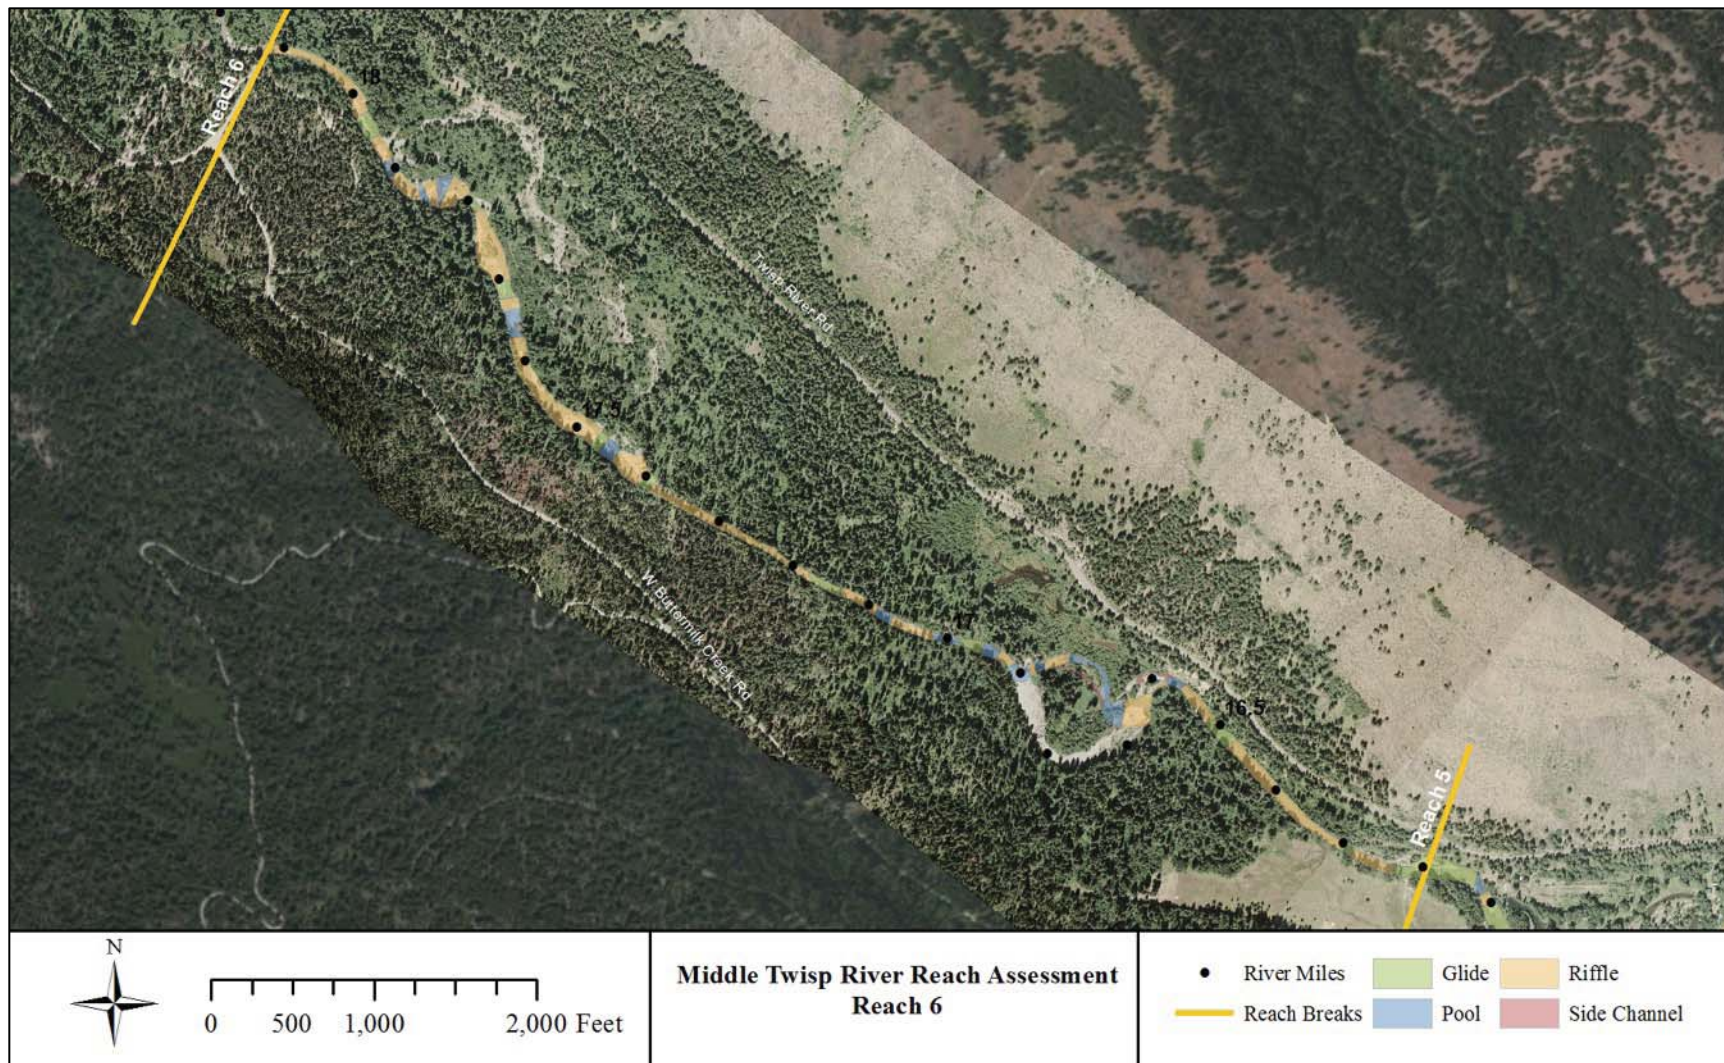 Reach 6
18
Twisp River Rd
17.5
W Buttermilk Creek Rd
17
16.5
Reach 5
N
0 500 1,000 2,000 Feet
Middle Twisp River Reach Assessment
Reach 6
River Miles
Reach Breaks
Glide
Pool
Riffle
Side Channel